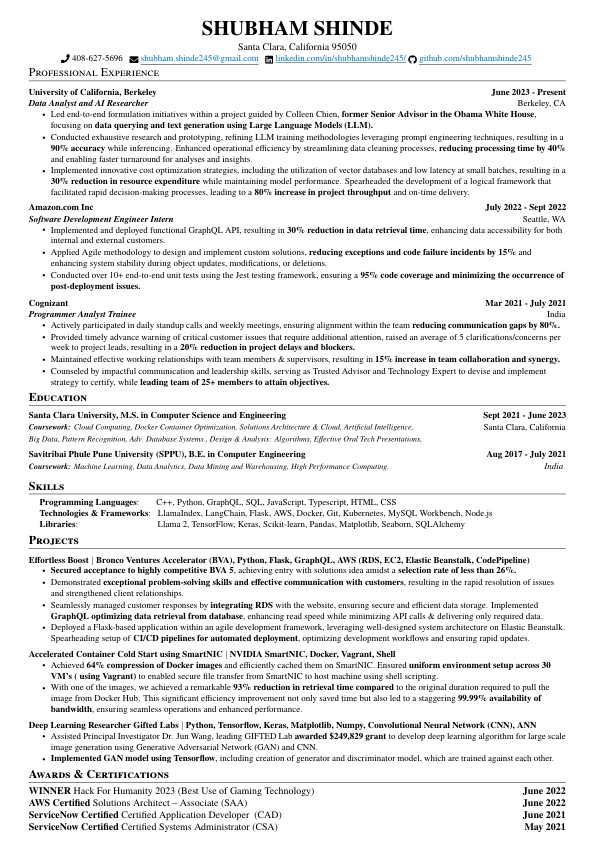 SHUBHAM SHINDE
Santa Clara, California 95050
408-627-5696 shubham.shinde245@gmail.com linkedin.com/in/shubhamshinde245/ github.com/shubhamshinde245
Professional Experience
University of California, Berkeley June 2023 - Present
Data Analyst and AI Researcher Berkeley, CA
• Led end-to-end formulation initiatives within a project guided by Colleen Chien, former Senior Advisor in the Obama White House,
focusing on data querying and text generation using Large Language Models (LLM).
• Conducted exhaustive research and prototyping, refining LLM training methodologies leveraging prompt engineering techniques, resulting in a
90% accuracy while inferencing. Enhanced operational efficiency by streamlining data cleaning processes, reducing processing time by 40%
and enabling faster turnaround for analyses and insights.
• Implemented innovative cost optimization strategies, including the utilization of vector databases and low latency at small batches, resulting in a
30% reduction in resource expenditure while maintaining model performance. Spearheaded the development of a logical framework that
facilitated rapid decision-making processes, leading to a 80% increase in project throughput and on-time delivery.
Amazon.com Inc July 2022 - Sept 2022
Software Development Engineer Intern Seattle, WA
• Implemented and deployed functional GraphQL API, resulting in 30% reduction in data retrieval time, enhancing data accessibility for both
internal and external customers.
• Applied Agile methodology to design and implement custom solutions, reducing exceptions and code failure incidents by 15% and
enhancing system stability during object updates, modifications, or deletions.
• Conducted over 10+ end-to-end unit tests using the Jest testing framework, ensuring a 95% code coverage and minimizing the occurrence of
post-deployment issues.
Cognizant Mar 2021 - July 2021
Programmer Analyst Trainee India
• Actively participated in daily standup calls and weekly meetings, ensuring alignment within the team reducing communication gaps by 80%.
• Provided timely advance warning of critical customer issues that require additional attention, raised an average of 5 clarifications/concerns per
week to project leads, resulting in a 20% reduction in project delays and blockers.
• Maintained effective working relationships with team members & supervisors, resulting in 15% increase in team collaboration and synergy.
• Counseled by impactful communication and leadership skills, serving as Trusted Advisor and Technology Expert to devise and implement
strategy to certify, while leading team of 25+ members to attain objectives.
Education
Santa Clara University, M.S. in Computer Science and Engineering Sept 2021 - June 2023
Coursework: Cloud Computing, Docker Container Optimization, Solutions Architecture & Cloud, Artificial Intelligence, Santa Clara, California
Big Data, Pattern Recognition, Adv. Database Systems , Design & Analysis: Algorithms, Effective Oral Tech Presentations,
Savitribai Phule Pune University (SPPU), B.E. in Computer Engineering Aug 2017 - July 2021
Coursework: Machine Learning, Data Analytics, Data Mining and Warehousing, High Performance Computing. India
Skills
Programming Languages: C++, Python, GraphQL, SQL, JavaScript, Typescript, HTML, CSS
Technologies & Frameworks: LlamaIndex, LangChain, Flask, AWS, Docker, Git, Kubernetes, MySQL Workbench, Node.js
Libraries: Llama 2, TensorFlow, Keras, Scikit-learn, Pandas, Matplotlib, Seaborn, SQLAlchemy
Projects
Effortless Boost | Bronco Ventures Accelerator (BVA), Python, Flask, GraphQL, AWS (RDS, EC2, Elastic Beanstalk, CodePipeline)
• Secured acceptance to highly competitive BVA 5, achieving entry with solutions idea amidst a selection rate of less than 26%.
• Demonstrated exceptional problem-solving skills and effective communication with customers, resulting in the rapid resolution of issues
and strengthened client relationships.
• Seamlessly managed customer responses by integrating RDS with the website, ensuring secure and efficient data storage. Implemented
GraphQL optimizing data retrieval from database, enhancing read speed while minimizing API calls & delivering only required data.
• Deployed a Flask-based application within an agile development framework, leveraging well-designed system architecture on Elastic Beanstalk.
Spearheading setup of CI/CD pipelines for automated deployment, optimizing development workflows and ensuring rapid updates.
Accelerated Container Cold Start using SmartNIC | NVIDIA SmartNIC, Docker, Vagrant, Shell
• Achieved 64% compression of Docker images and efficiently cached them on SmartNIC. Ensured uniform environment setup across 30
VM's ( using Vagrant) to enabled secure file transfer from SmartNIC to host machine using shell scripting.
• With one of the images, we achieved a remarkable 93% reduction in retrieval time compared to the original duration required to pull the
image from Docker Hub. This significant efficiency improvement not only saved time but also led to a staggering 99.99% availability of
bandwidth, ensuring seamless operations and enhanced performance.
Deep Learning Researcher Gifted Labs | Python, Tensorflow, Keras, Matplotlib, Numpy, Convolutional Neural Network (CNN), ANN
• Assisted Principal Investigator Dr. Jun Wang, leading GIFTED Lab awarded $249,829 grant to develop deep learning algorithm for large scale
image generation using Generative Adversarial Network (GAN) and CNN.
• Implemented GAN model using Tensorflow, including creation of generator and discriminator model, which are trained against each other.
Awards & Certifications
WINNER Hack For Humanity 2023 (Best Use of Gaming Technology) June 2022
AWS Certified Solutions Architect – Associate (SAA) June 2022
ServiceNow Certified Certified Application Developer (CAD) June 2021
ServiceNow Certified Certified Systems Administrator (CSA) May 2021